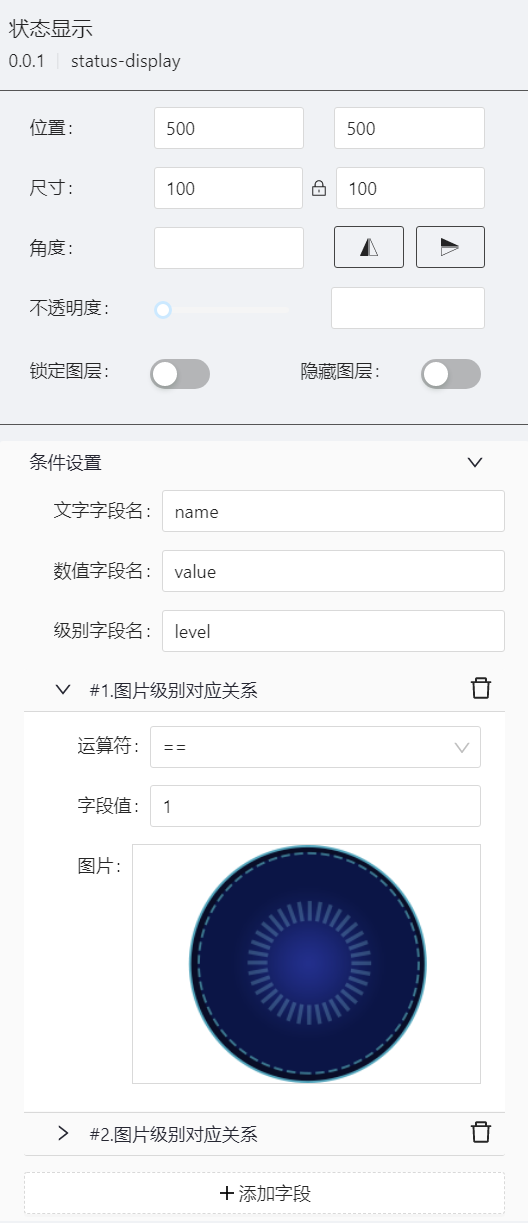 状态显示
0.0.1 status-display
位置: 500 500
尺寸: 100 100
角度:
不透明度:
锁定图层: 隐藏图层:
条件设置
文字字段名: name
数值字段名: value
级别字段名: level
#1.图片级别对应关系
运算符: ==
字段值: 1
图片:
#2.图片级别对应关系
+ 添加字段